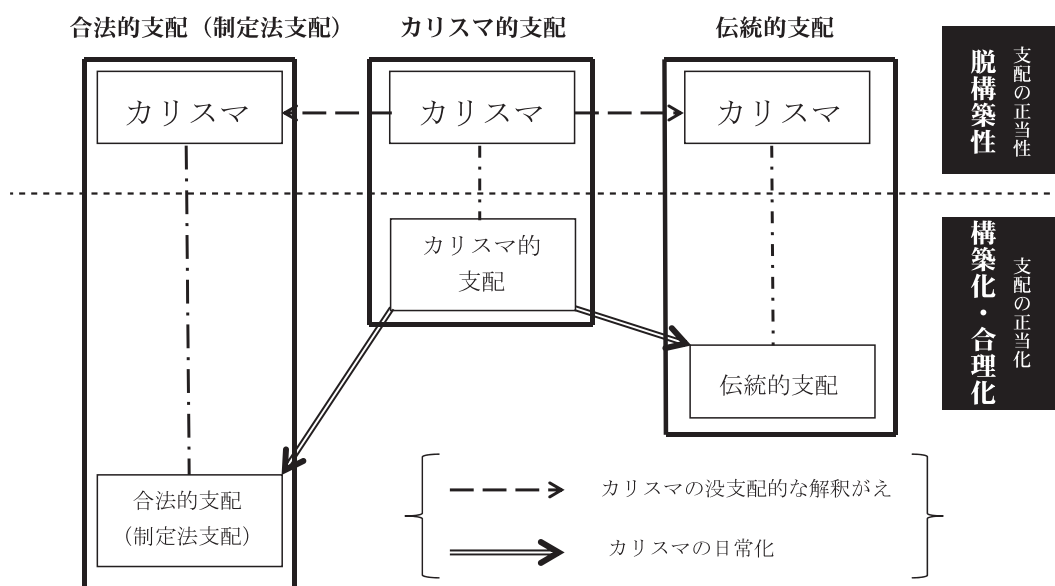 合法的支配(制定法支配)
カリスマ的支配
伝統的支配
カリスマ
カリスマ
カリスマ
支配の正当性
脱構築性
カリスマ的
支配
伝統的支配
合法的支配
(制定法支配)
支配の正当化
構築化・合理化
カリスマの没支配的な解釈がえ
カリスマの日常化